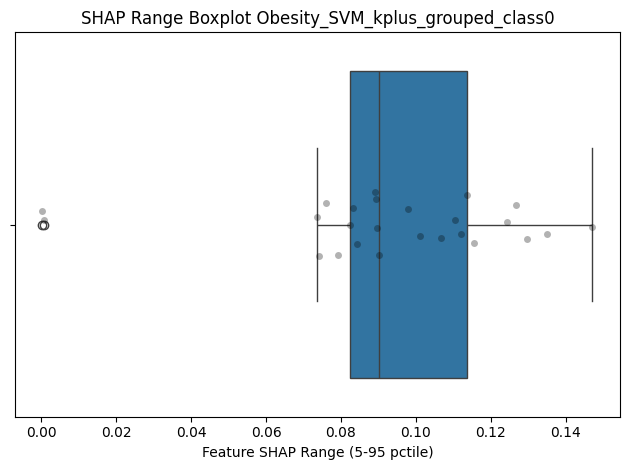 SHAP Range Boxplot Obesity_SVM_kplus_grouped_class0
0.00 0.02 0.04 0.06 0.08 0.10 0.12 0.14
Feature SHAP Range (5-95 pctile)